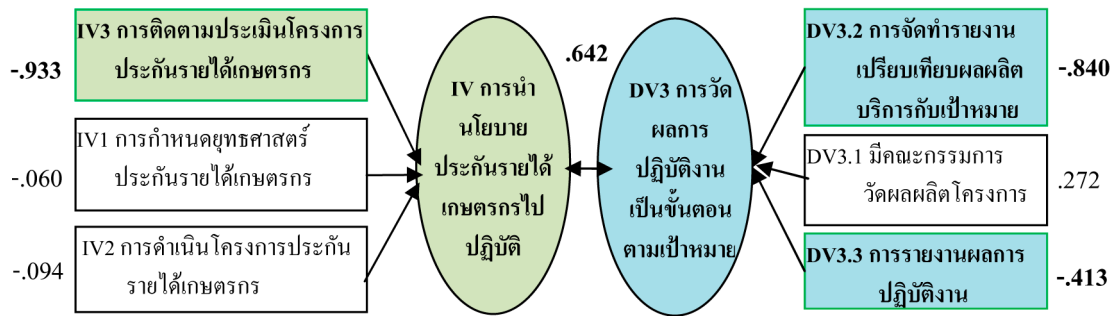 -.933
IV3 การติดตามประเมินโครงการ
ประกันรายได้เกษตรกร
-.060
IV1 การกำหนดยุทธศาสตร์
ประกันรายได้เกษตรกร
-.094
IV2 การดำเนินโครงการประกัน
รายได้เกษตรกร
IV การนำ
นโยบาย
ประกันรายได้
เกษตรกรไป
ปฏิบัติ
.642
DV3 การวัด
ผลการ
ปฏิบัติงาน
เป็นขั้นตอน
ตามเป้าหมาย
DV3.2 การจัดทำรายงาน
เปรียบเทียบผลผลิต
บริการกับเป้าหมาย
-.840
DV3.1 มีคณะกรรมการ
วัดผลผลิตโครงการ
.272
DV3.3 การรายงานผลการ
ปฏิบัติงาน
-.413